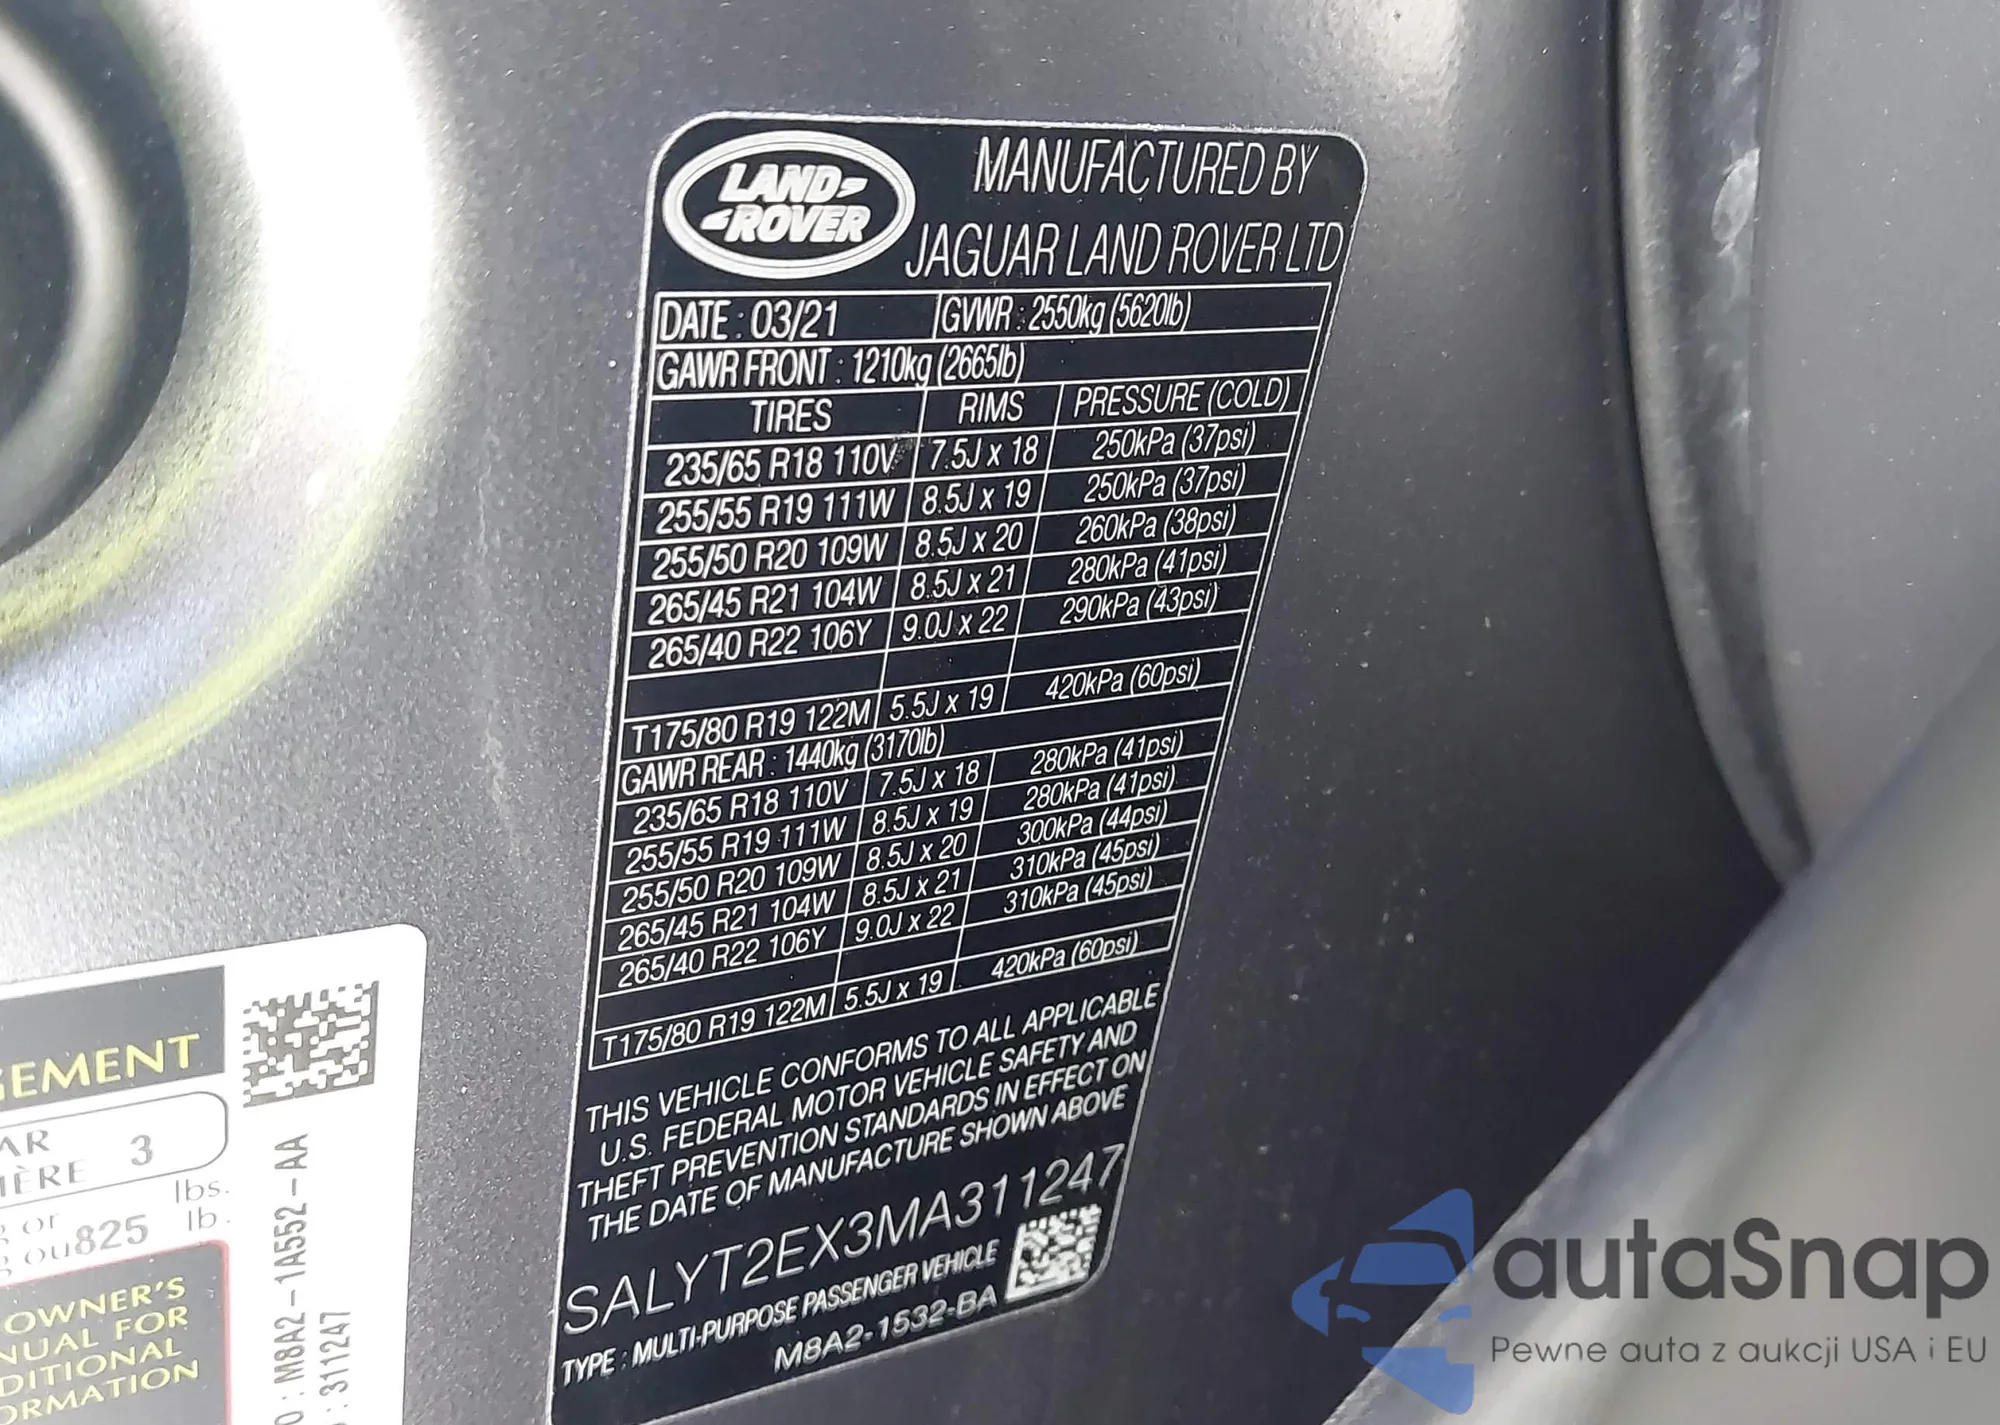 LAND-
-ROVER
MANUFACTURED BY
JAGUAR LAND ROVER LTD
DATE : 03/21 GVWR : 2550kg (5620lb)
GAWR FRONT : 1210kg (2665lb)
TIRES RIMS PRESSURE (COLD)
235/65 R18 110V 7.5J x 18 250kPa (37psi)
255/55 R19 111W 8.5J x 19 250kPa (37psi)
255/50 R20 109W 8.5J x 20 260kPa (38psi)
265/45 R21 104W 8.5J x 21 280kPa (41psi)
265/40 R22 106Y 9.0J x 22 290kPa (43psi)
T175/80 R19 122M 5.5J x 19 420kPa (60psi)
GAWR REAR : 1440kg (3170lb)
235/65 R18 110V 7.5J x 18 280kPa (41psi)
255/55 R19 111W 8.5J x 19 280kPa (41psi)
255/50 R20 109W 8.5J x 20 300kPa (44psi)
265/45 R21 104W 8.5J x 21 310kPa (45psi)
265/40 R22 106Y 9.0J x 22 310kPa (45psi)
T175/80 R19 122M 5.5J x 19 420kPa (60psi)
THIS VEHICLE CONFORMS TO ALL APPLICABLE
U.S. FEDERAL MOTOR VEHICLE SAFETY AND
THEFT PREVENTION STANDARDS IN EFFECT ON
THE DATE OF MANUFACTURE SHOWN ABOVE
SALYT2EX3MA311247
TYPE : MULTI-PURPOSE PASSENGER VEHICLE
M8A2-1532-BA
GEMENT
AR
IÈRE 3
or lbs.
ou 825 lb.
OWNER'S
NUAL FOR
DITIONAL
ORMATION
: M8A2-1A552-AA
: 311247
autaSnap
Pewne auta z aukcji USA i EU